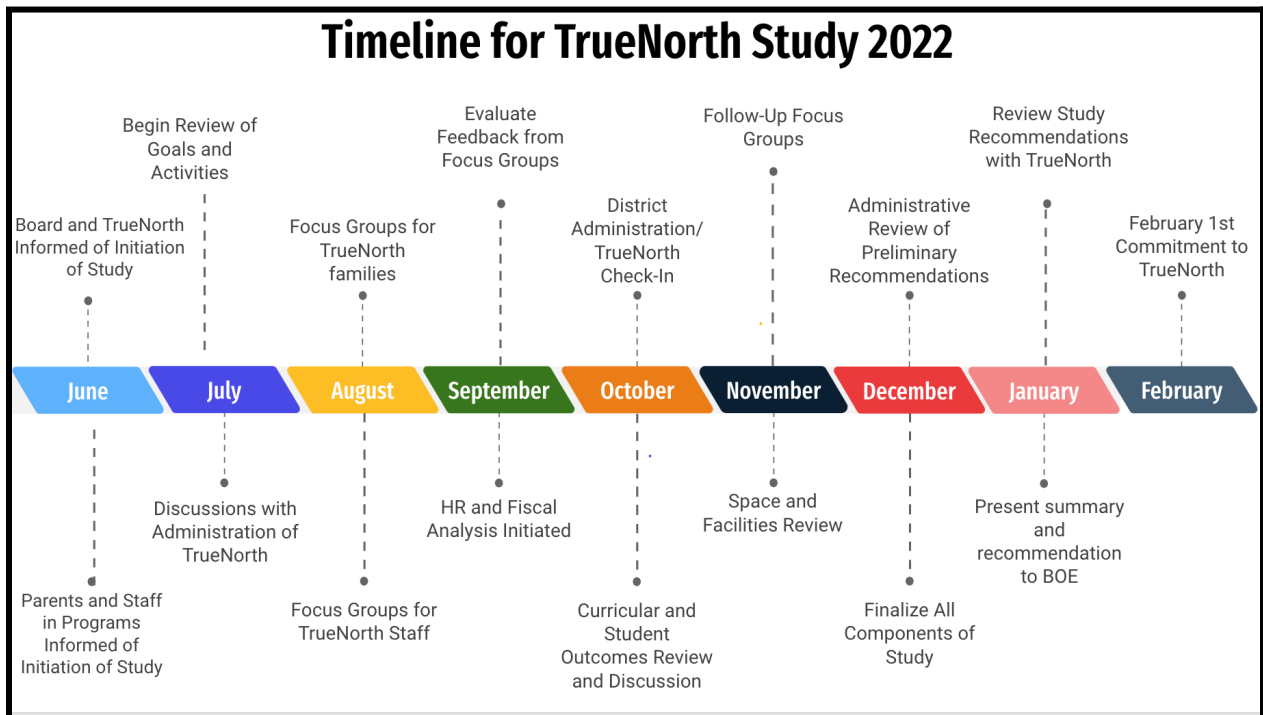 Timeline for TrueNorth Study 2022
Begin Review of
Goals and
Activities
Evaluate
Feedback from
Focus Groups
Follow-Up Focus
Groups
Review Study
Recommendations
with TrueNorth
Board and TrueNorth
Informed of Initiation
of Study
Focus Groups for
TrueNorth
families
District
Administration/
TrueNorth
Check-In
Administrative
Review of
Preliminary
Recommendations
February 1st
Commitment to
TrueNorth
June
July
August
September
October
November
December
January
February
Discussions with
Administration of
TrueNorth
HR and Fiscal
Analysis Initiated
Space and
Facilities Review
Present summary
and
recommendation
to BOE
Parents and Staff
in Programs
Informed of
Initiation of Study
Focus Groups for
TrueNorth Staff
Curricular and
Student
Outcomes Review
and Discussion
Finalize All
Components of
Study